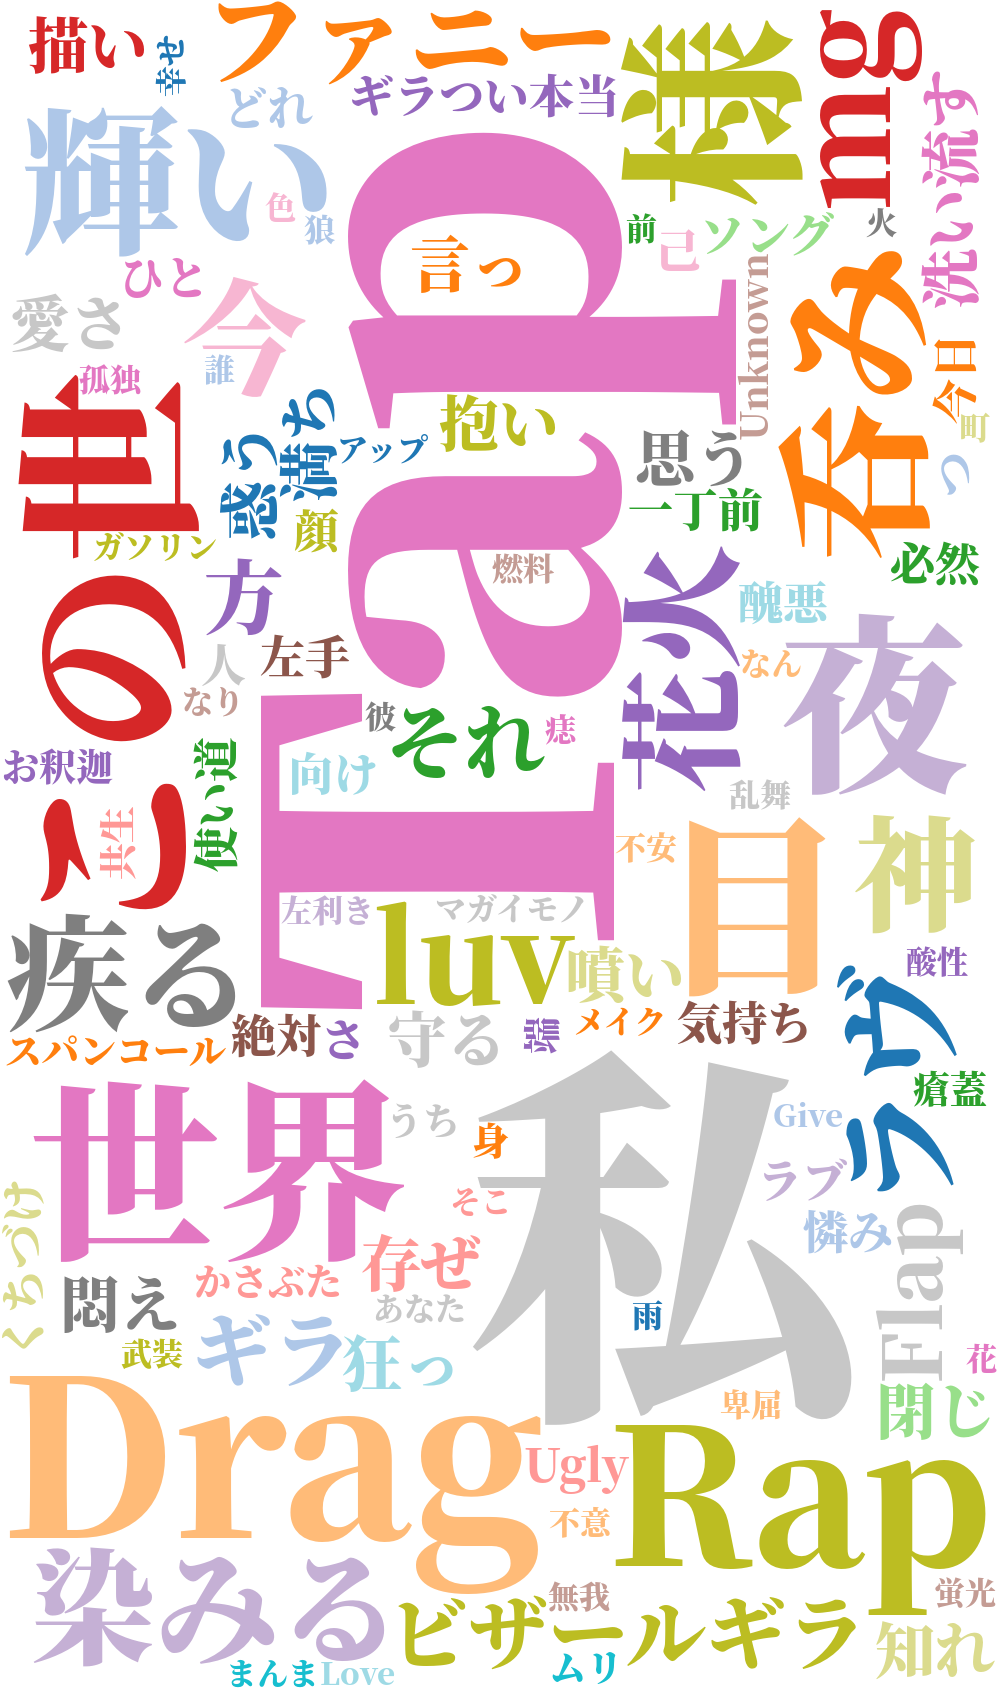 描い
幸せ
ファニー
ギラつい
本当
様
mg
洗い流す
輝い
どれ
色
狼
Idol
言っ
前
己
ソング
火
ひと
今
愛さ
孤独
誰
Unknown
呑み
今日
町
っ
この世
惑う
満ち
アップ
抱い
思う
一丁前
必然
ガソリン
顔
燃料
方
花火
醜悪
夜
人
左手
なり
なん
彼
それ
痣
お釈迦
使い道
向け
乱舞
共生
不安
目
神
左利き
マガイモノ
疾る
luv
噴い
酸性
スパンコール
絶対
さ
守る
端
メイク
気持ち
ラヴ
瘡蓋
世界
うち
身
私
Give
ラブ
憐み
そこ
くちづけ
かさぶた
存ぜ
あなた
悶え
雨
Flap
武装
ギラ
狂っ
花
閉じ
卑屈
Drag
Ugly
Rap
不意
染みる
無我
蛍光
ビザールギラ
知れ
まんま
Love
ムリ